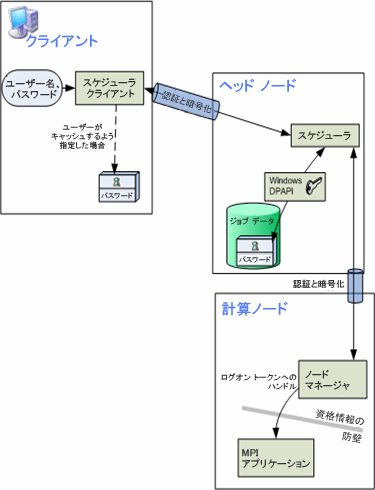 クライアント
ユーザー名、
パスワード
スケジューラ
クライアント
ユーザーが
キャッシュするよう
指定した場合
パスワード
認証と暗号化
ヘッド ノード
スケジューラ
Windows
DPAPI
ジョブ データ
パスワード
認証と暗号化
計算ノード
ログオン トークンへの
ハンドル
ノード
マネージャ
資格情報の
防壁
MPI
アプリケーション